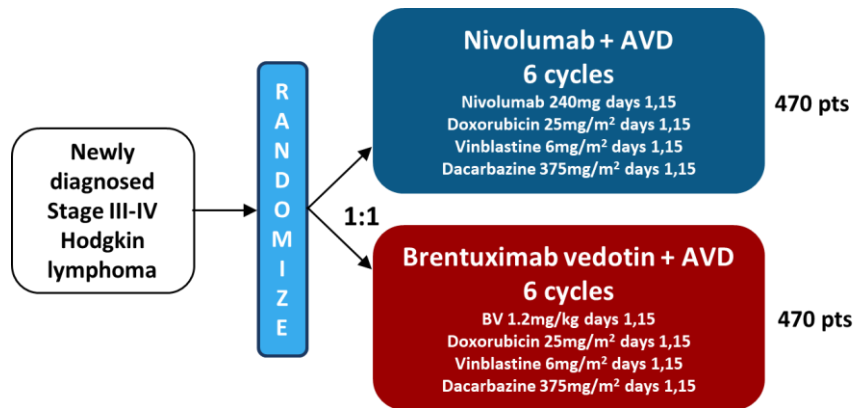 Newly
diagnosed
Stage III-IV
Hodgkin
lymphoma
RANDOMIZE
1:1
Nivolumab + AVD
6 cycles
Nivolumab 240mg days 1,15
Doxorubicin 25mg/m² days 1,15
Vinblastine 6mg/m² days 1,15
Dacarbazine 375mg/m² days 1,15
470 pts
Brentuximab vedotin + AVD
6 cycles
BV 1.2mg/kg days 1,15
Doxorubicin 25mg/m² days 1,15
Vinblastine 6mg/m² days 1,15
Dacarbazine 375mg/m² days 1,15
470 pts